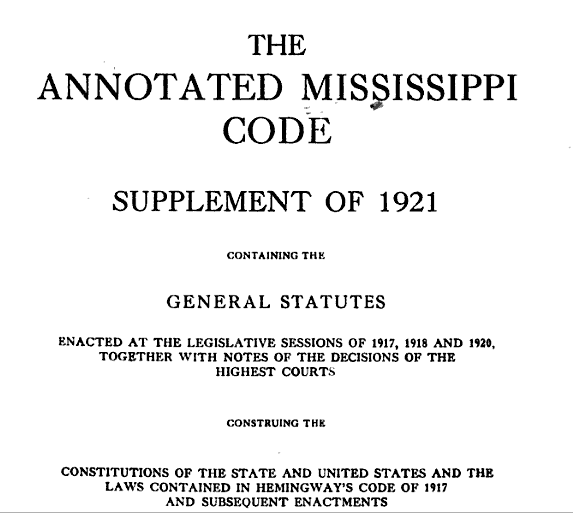 THE
ANNOTATED MISSISSIPPI
CODE
SUPPLEMENT OF 1921
CONTAINING THE
GENERAL STATUTES
ENACTED AT THE LEGISLATIVE SESSIONS OF 1917, 1918 AND 1920,
TOGETHER WITH NOTES OF THE DECISIONS OF THE
HIGHEST COURTS
CONSTRUING THE
CONSTITUTIONS OF THE STATE AND UNITED STATES AND THE
LAWS CONTAINED IN HEMINGWAY'S CODE OF 1917
AND SUBSEQUENT ENACTMENTS